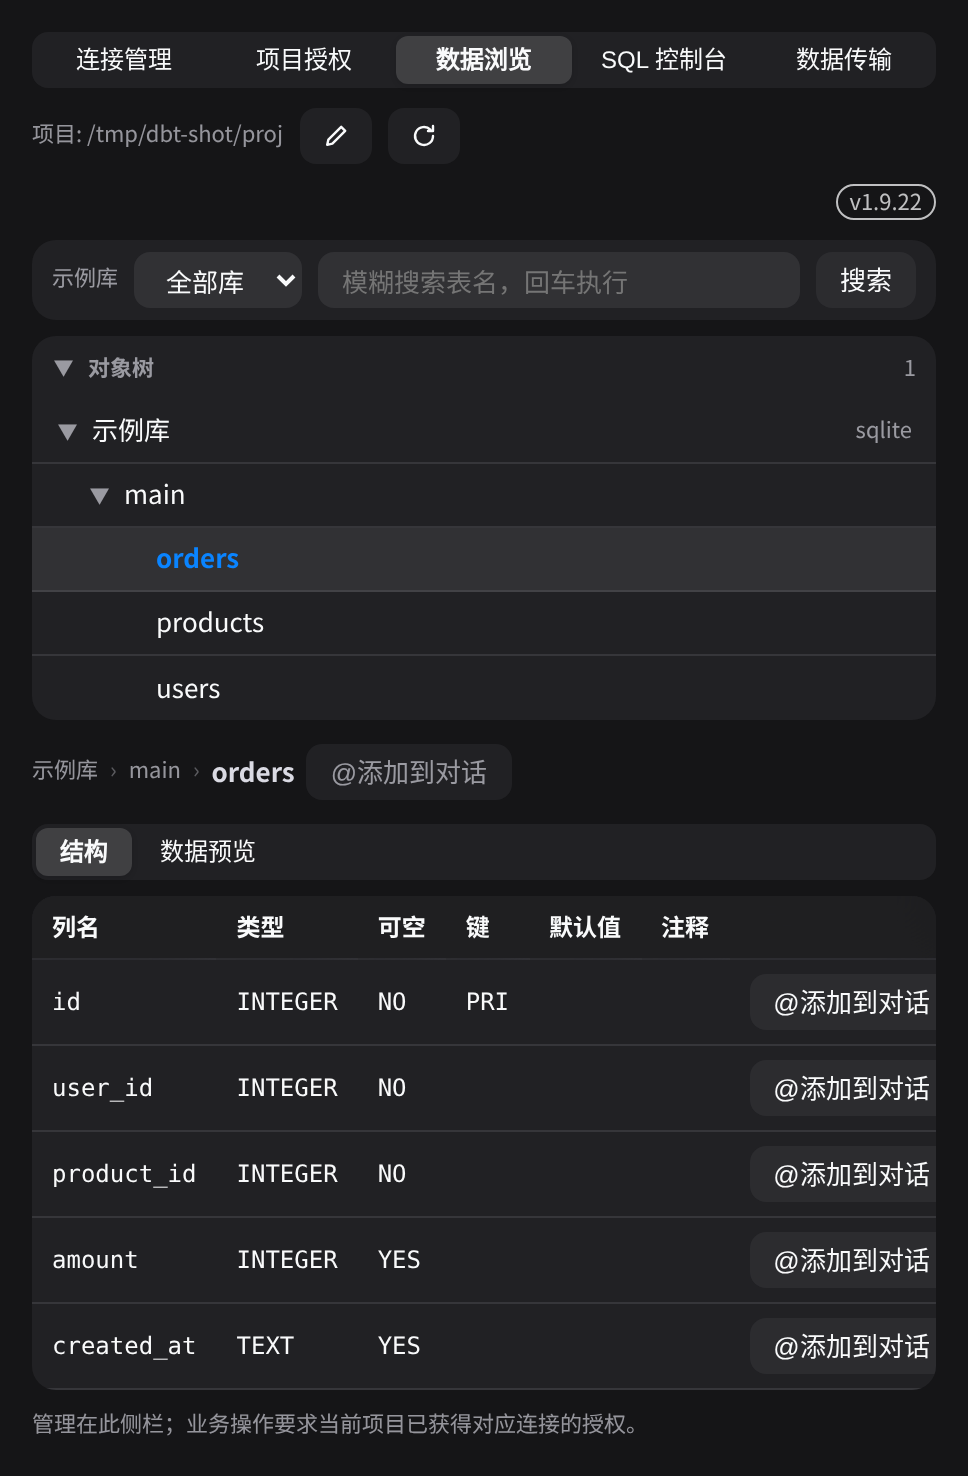 连接管理 项目授权 数据浏览 SQL 控制台 数据传输
项目: /tmp/dbt-shot/proj
v1.9.22
示例库 全部库 模糊搜索表名，回车执行 搜索
▼ 对象树 1
▼ 示例库 sqlite
▼ main
orders
products
users
示例库 › main › orders @添加到对话
结构 数据预览
列名 类型 可空 键 默认值 注释
id INTEGER NO PRI @添加到对话
user_id INTEGER NO @添加到对话
product_id INTEGER NO @添加到对话
amount INTEGER YES @添加到对话
created_at TEXT YES @添加到对话
管理在此侧栏；业务操作要求当前项目已获得对应连接的授权。